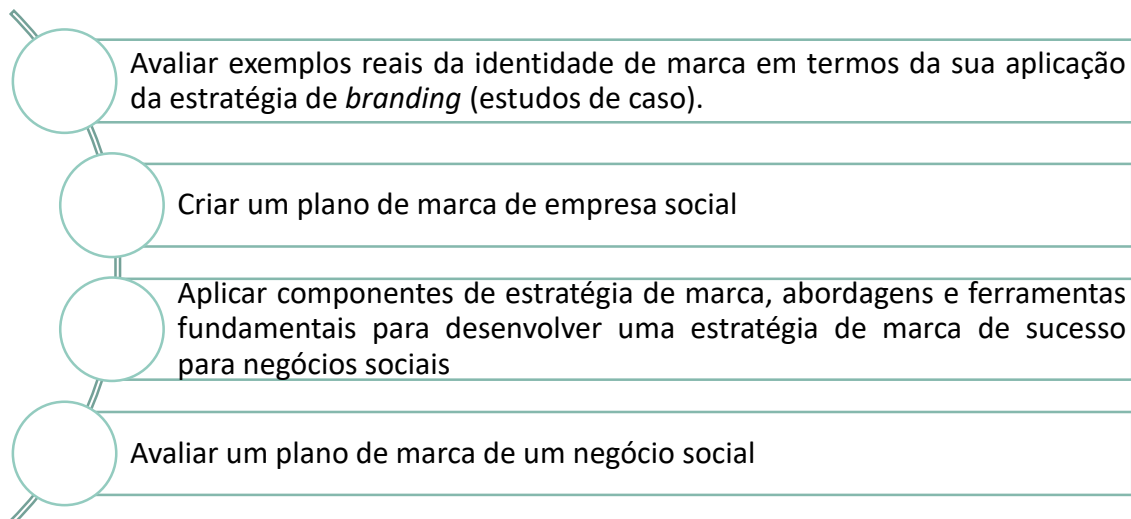 Avaliar exemplos reais da identidade de marca em termos da sua aplicação
da estratégia de branding (estudos de caso).
Criar um plano de marca de empresa social
Aplicar componentes de estratégia de marca, abordagens e ferramentas
fundamentais para desenvolver uma estratégia de marca de sucesso
para negócios sociais
Avaliar um plano de marca de um negócio social